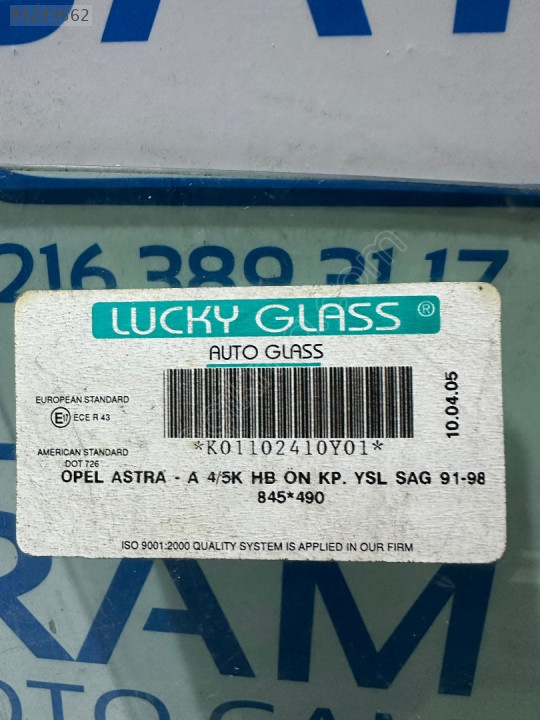 216 389 31 17
LUCKY GLASS ®
AUTO GLASS
EUROPEAN STANDARD
E17 ECE R 43
10.04.05
*K01102410Y01*
AMERICAN STANDARD
DOT 726
OPEL ASTRA - A 4/5K HB ÖN KP. YSL SAG 91-98
845*490
ISO 9001:2000 QUALITY SYSTEM IS APPLIED IN OUR FIRM
RAM